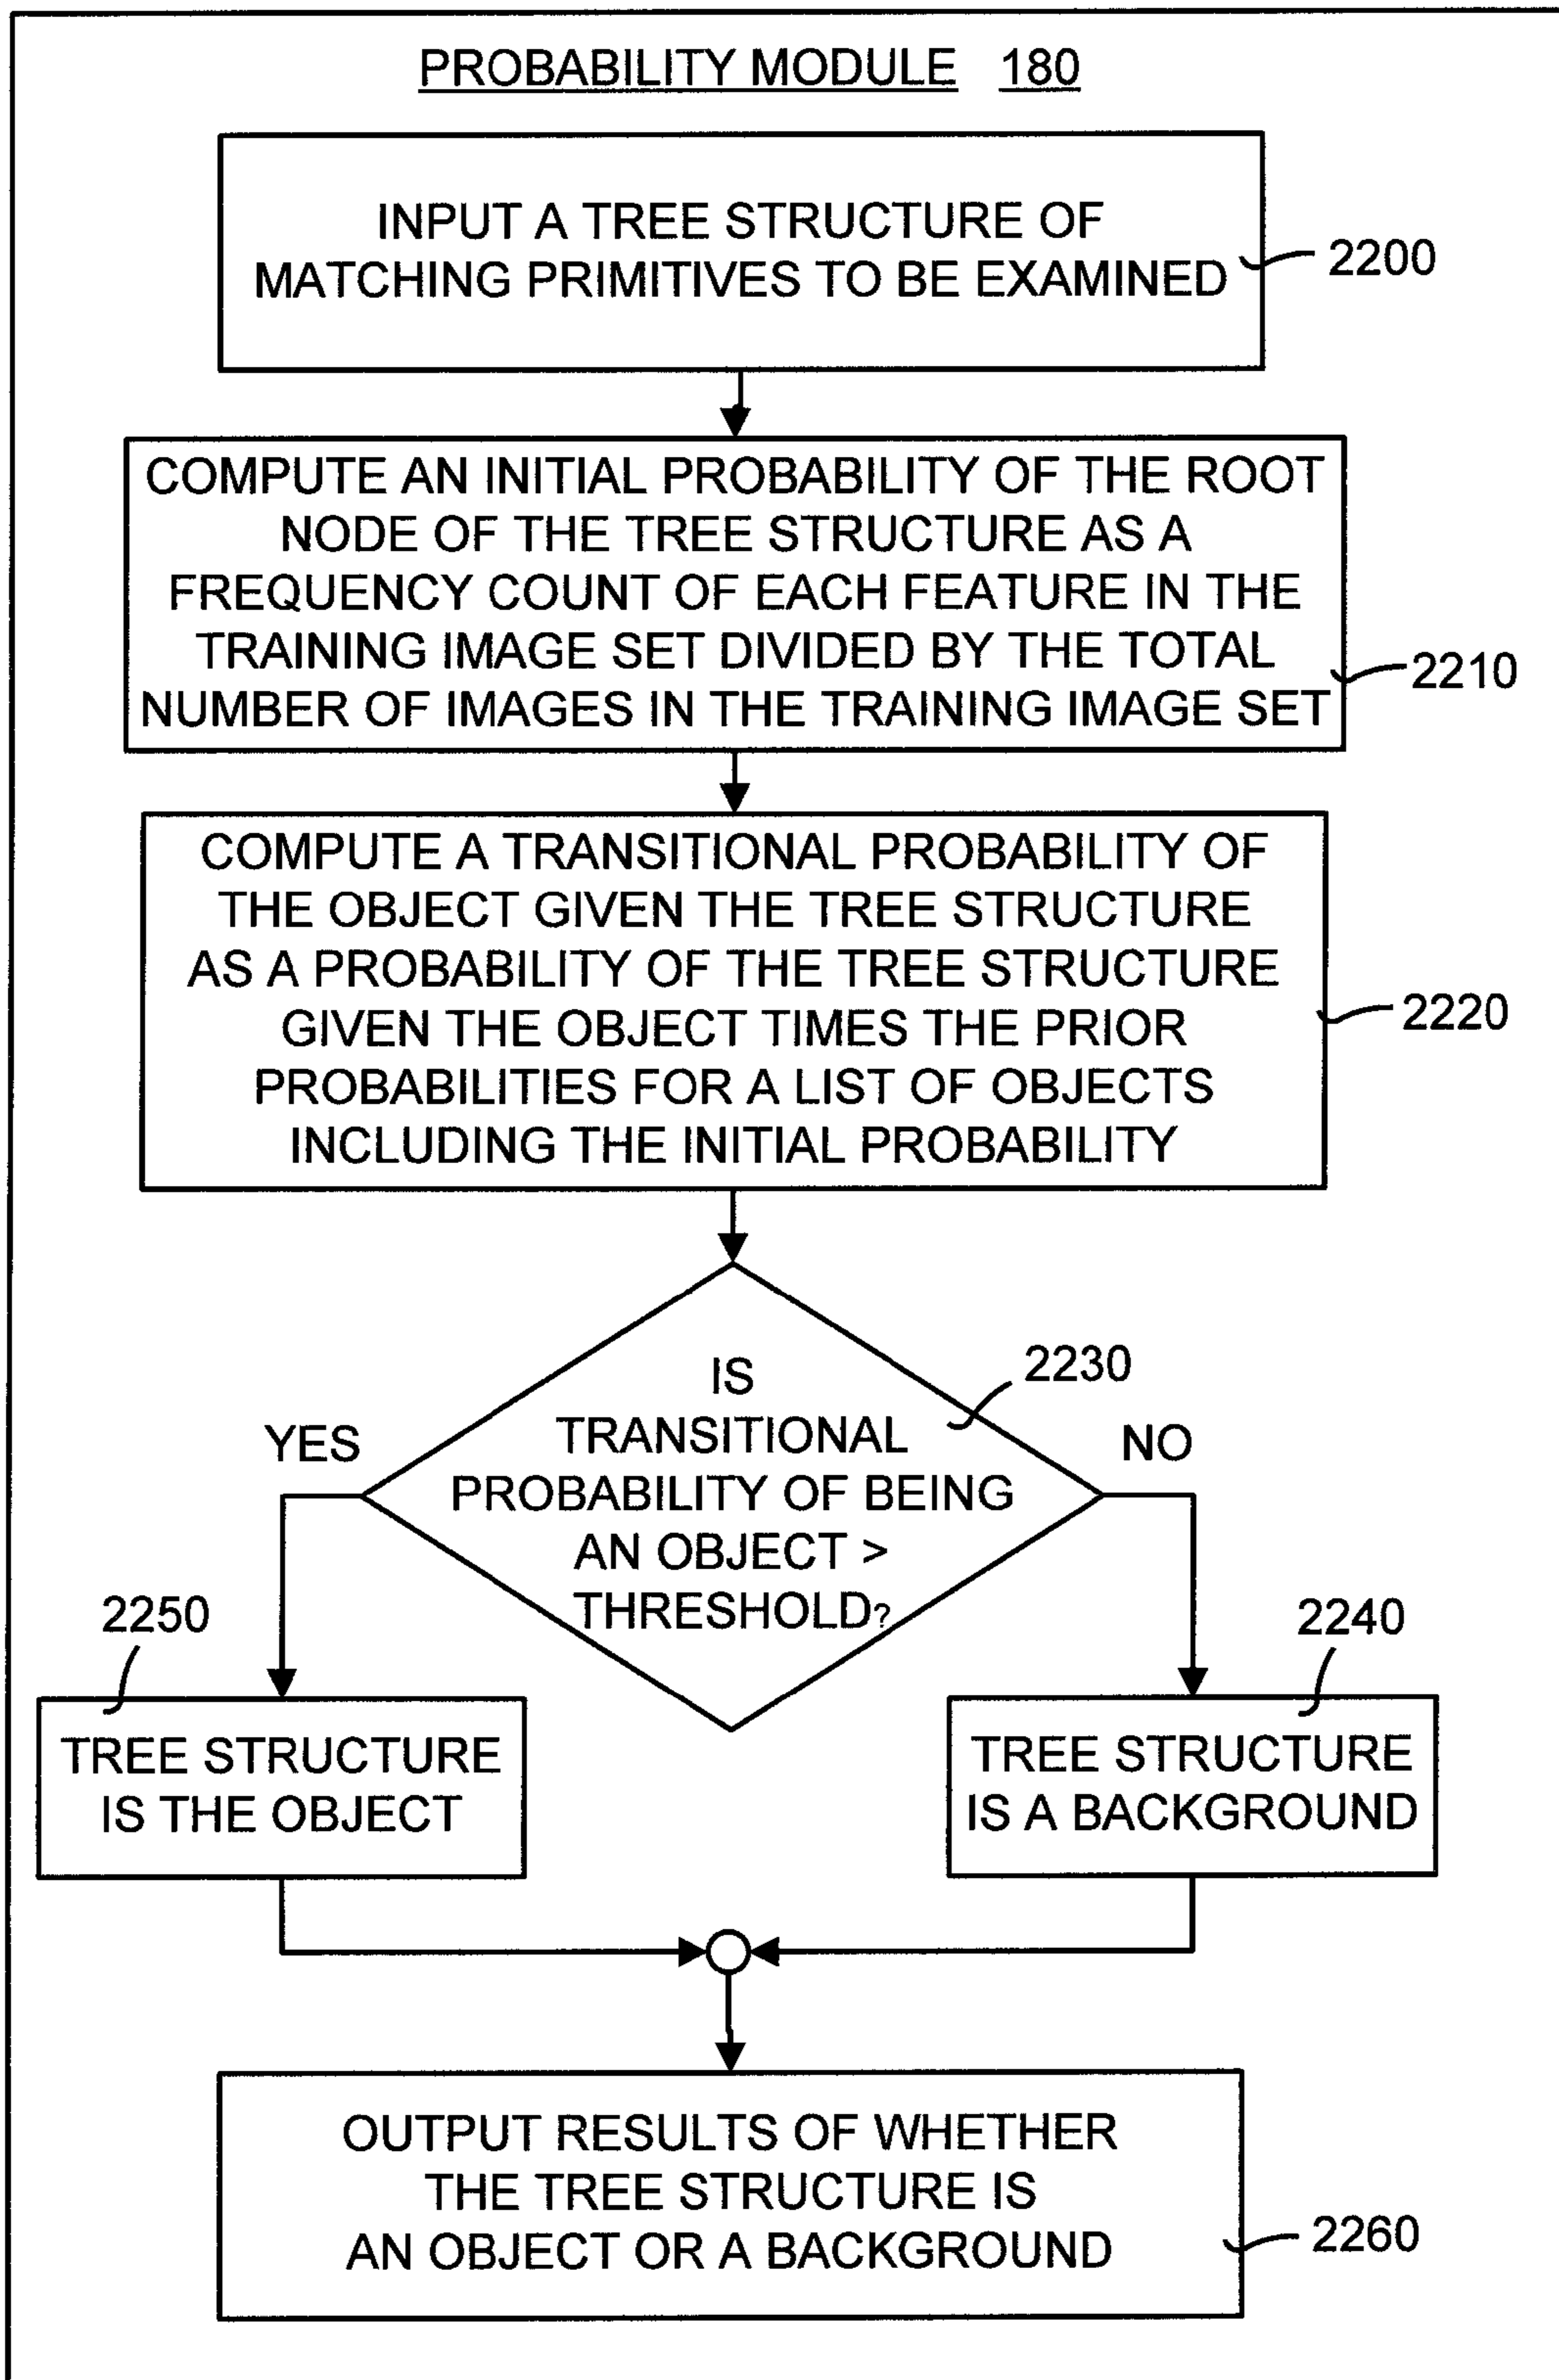 PROBABILITY MODULE 180
INPUT A TREE STRUCTURE OF
MATCHING PRIMITIVES TO BE EXAMINED
2200
COMPUTE AN INITIAL PROBABILITY OF THE ROOT
NODE OF THE TREE STRUCTURE AS A
FREQUENCY COUNT OF EACH FEATURE IN THE
TRAINING IMAGE SET DIVIDED BY THE TOTAL
NUMBER OF IMAGES IN THE TRAINING IMAGE SET
2210
COMPUTE A TRANSITIONAL PROBABILITY OF
THE OBJECT GIVEN THE TREE STRUCTURE
AS A PROBABILITY OF THE TREE STRUCTURE
GIVEN THE OBJECT TIMES THE PRIOR
PROBABILITIES FOR A LIST OF OBJECTS
INCLUDING THE INITIAL PROBABILITY
2220
IS
TRANSITIONAL
PROBABILITY OF BEING
AN OBJECT >
THRESHOLD?
2230
YES
NO
2250
TREE STRUCTURE
IS THE OBJECT
2240
TREE STRUCTURE
IS A BACKGROUND
OUTPUT RESULTS OF WHETHER
THE TREE STRUCTURE IS
AN OBJECT OR A BACKGROUND
2260